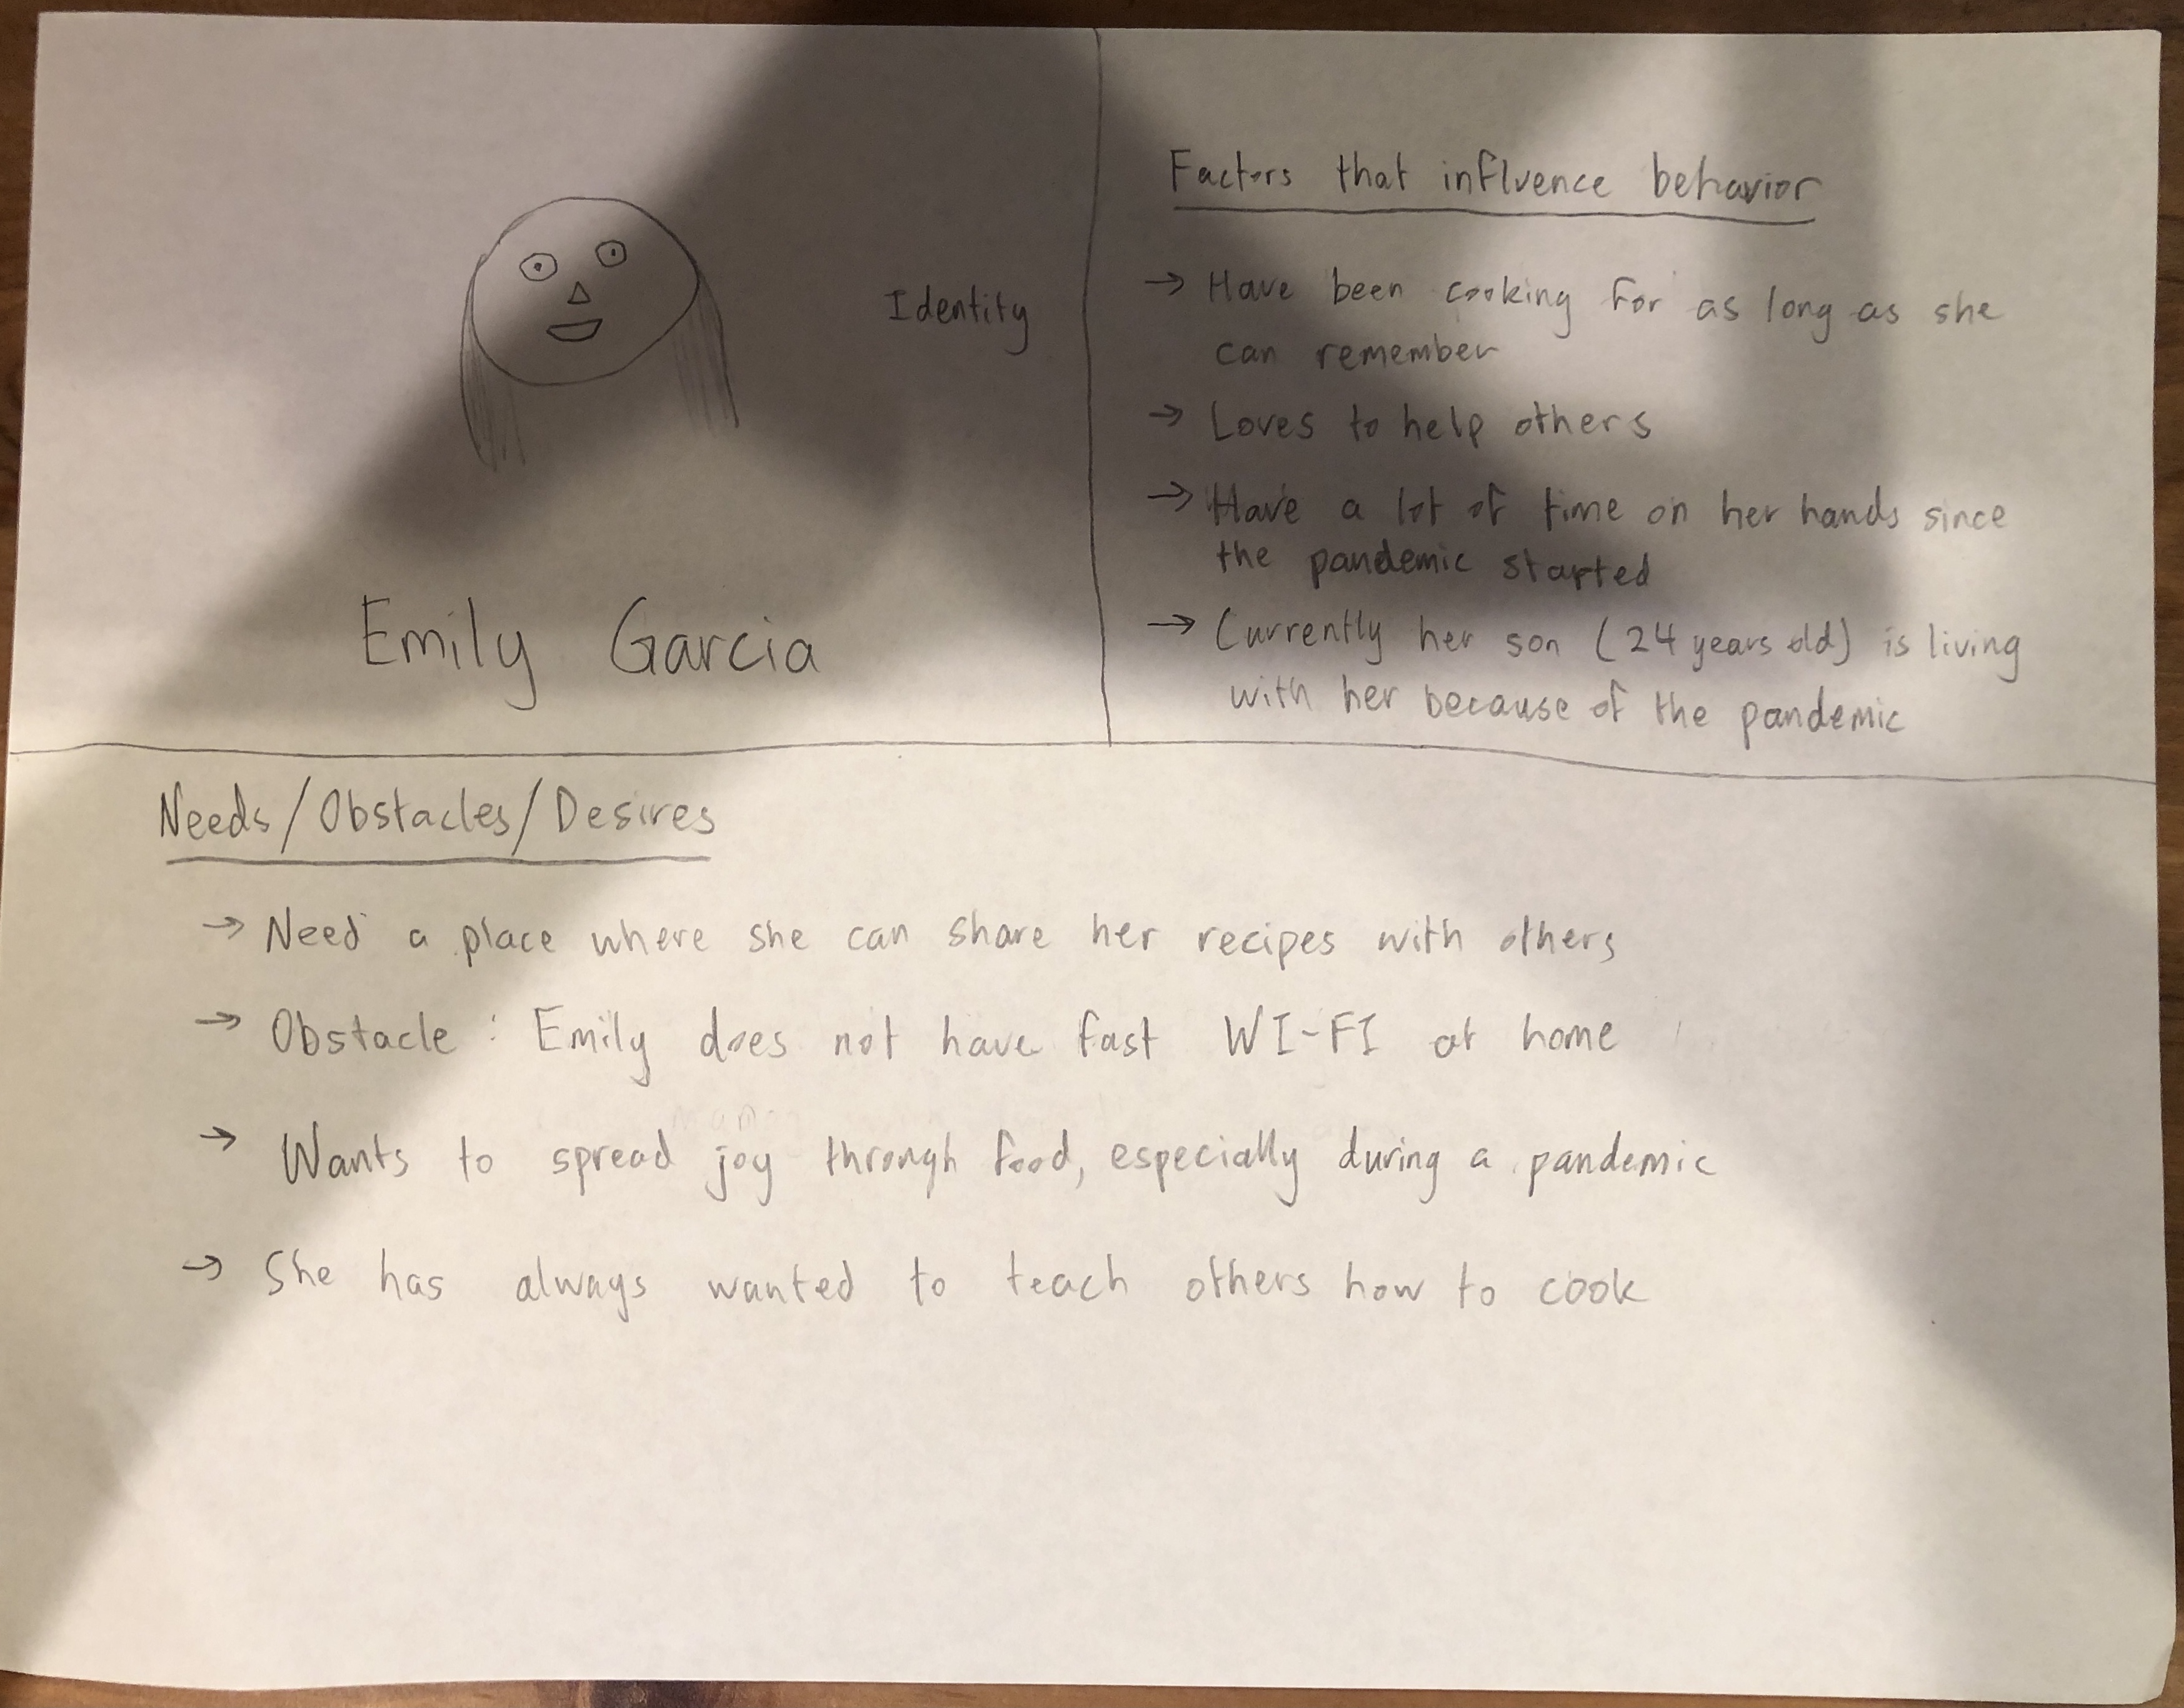 Identity
Emily Garcia
Factors that influence behavior
→ Have been cooking for as long as she
can remember
→ Loves to help others
→ Have a lot of time on her hands since
the pandemic started
→ Currently her son (24 years old) is living
with her because of the pandemic
Needs/Obstacles/Desires
→ Need a place where she can share her recipes with others
→ Obstacle : Emily does not have fast WI-FI at home
→ Wants to spread joy through food, especially during a pandemic
→ She has always wanted to teach others how to cook